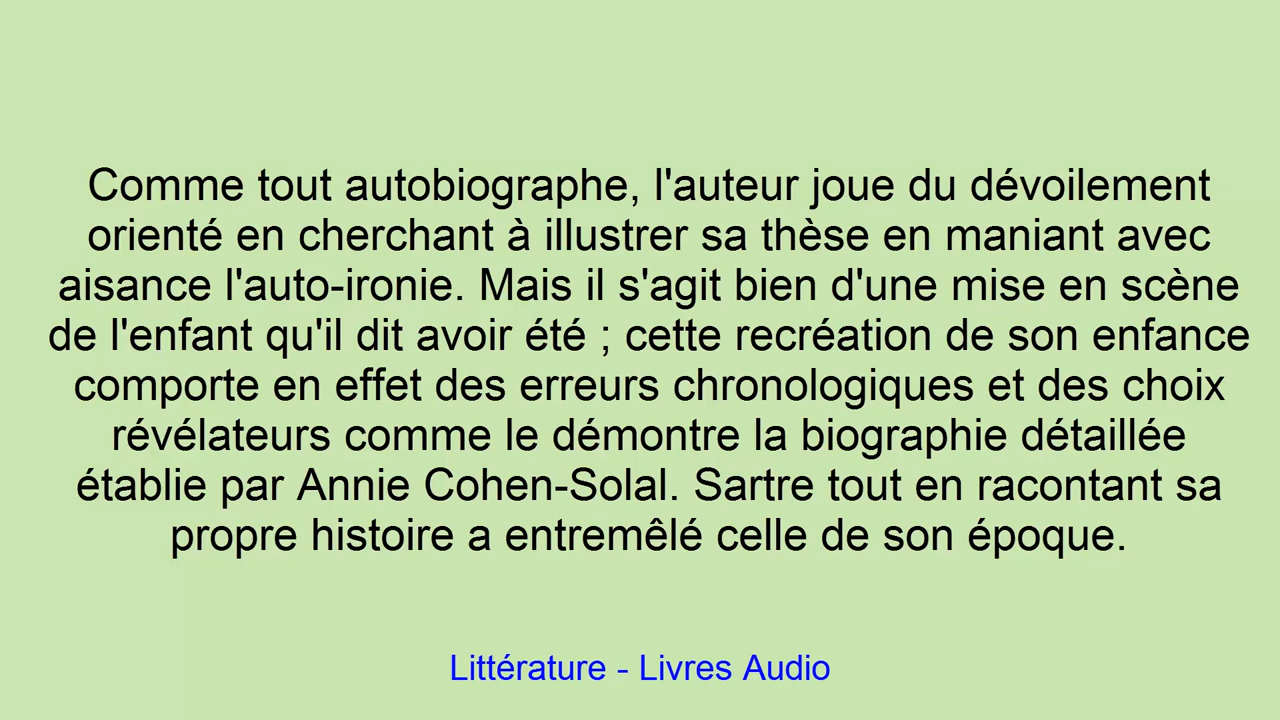 Comme tout autobiographe, l'auteur joue du dévoilement
orienté en cherchant à illustrer sa thèse en maniant avec
aisance l'auto-ironie. Mais il s'agit bien d'une mise en scène
de l'enfant qu'il dit avoir été ; cette recréation de son enfance
comporte en effet des erreurs chronologiques et des choix
révélateurs comme le démontre la biographie détaillée
établie par Annie Cohen-Solal. Sartre tout en racontant sa
propre histoire a entremêlé celle de son époque.
Littérature - Livres Audio